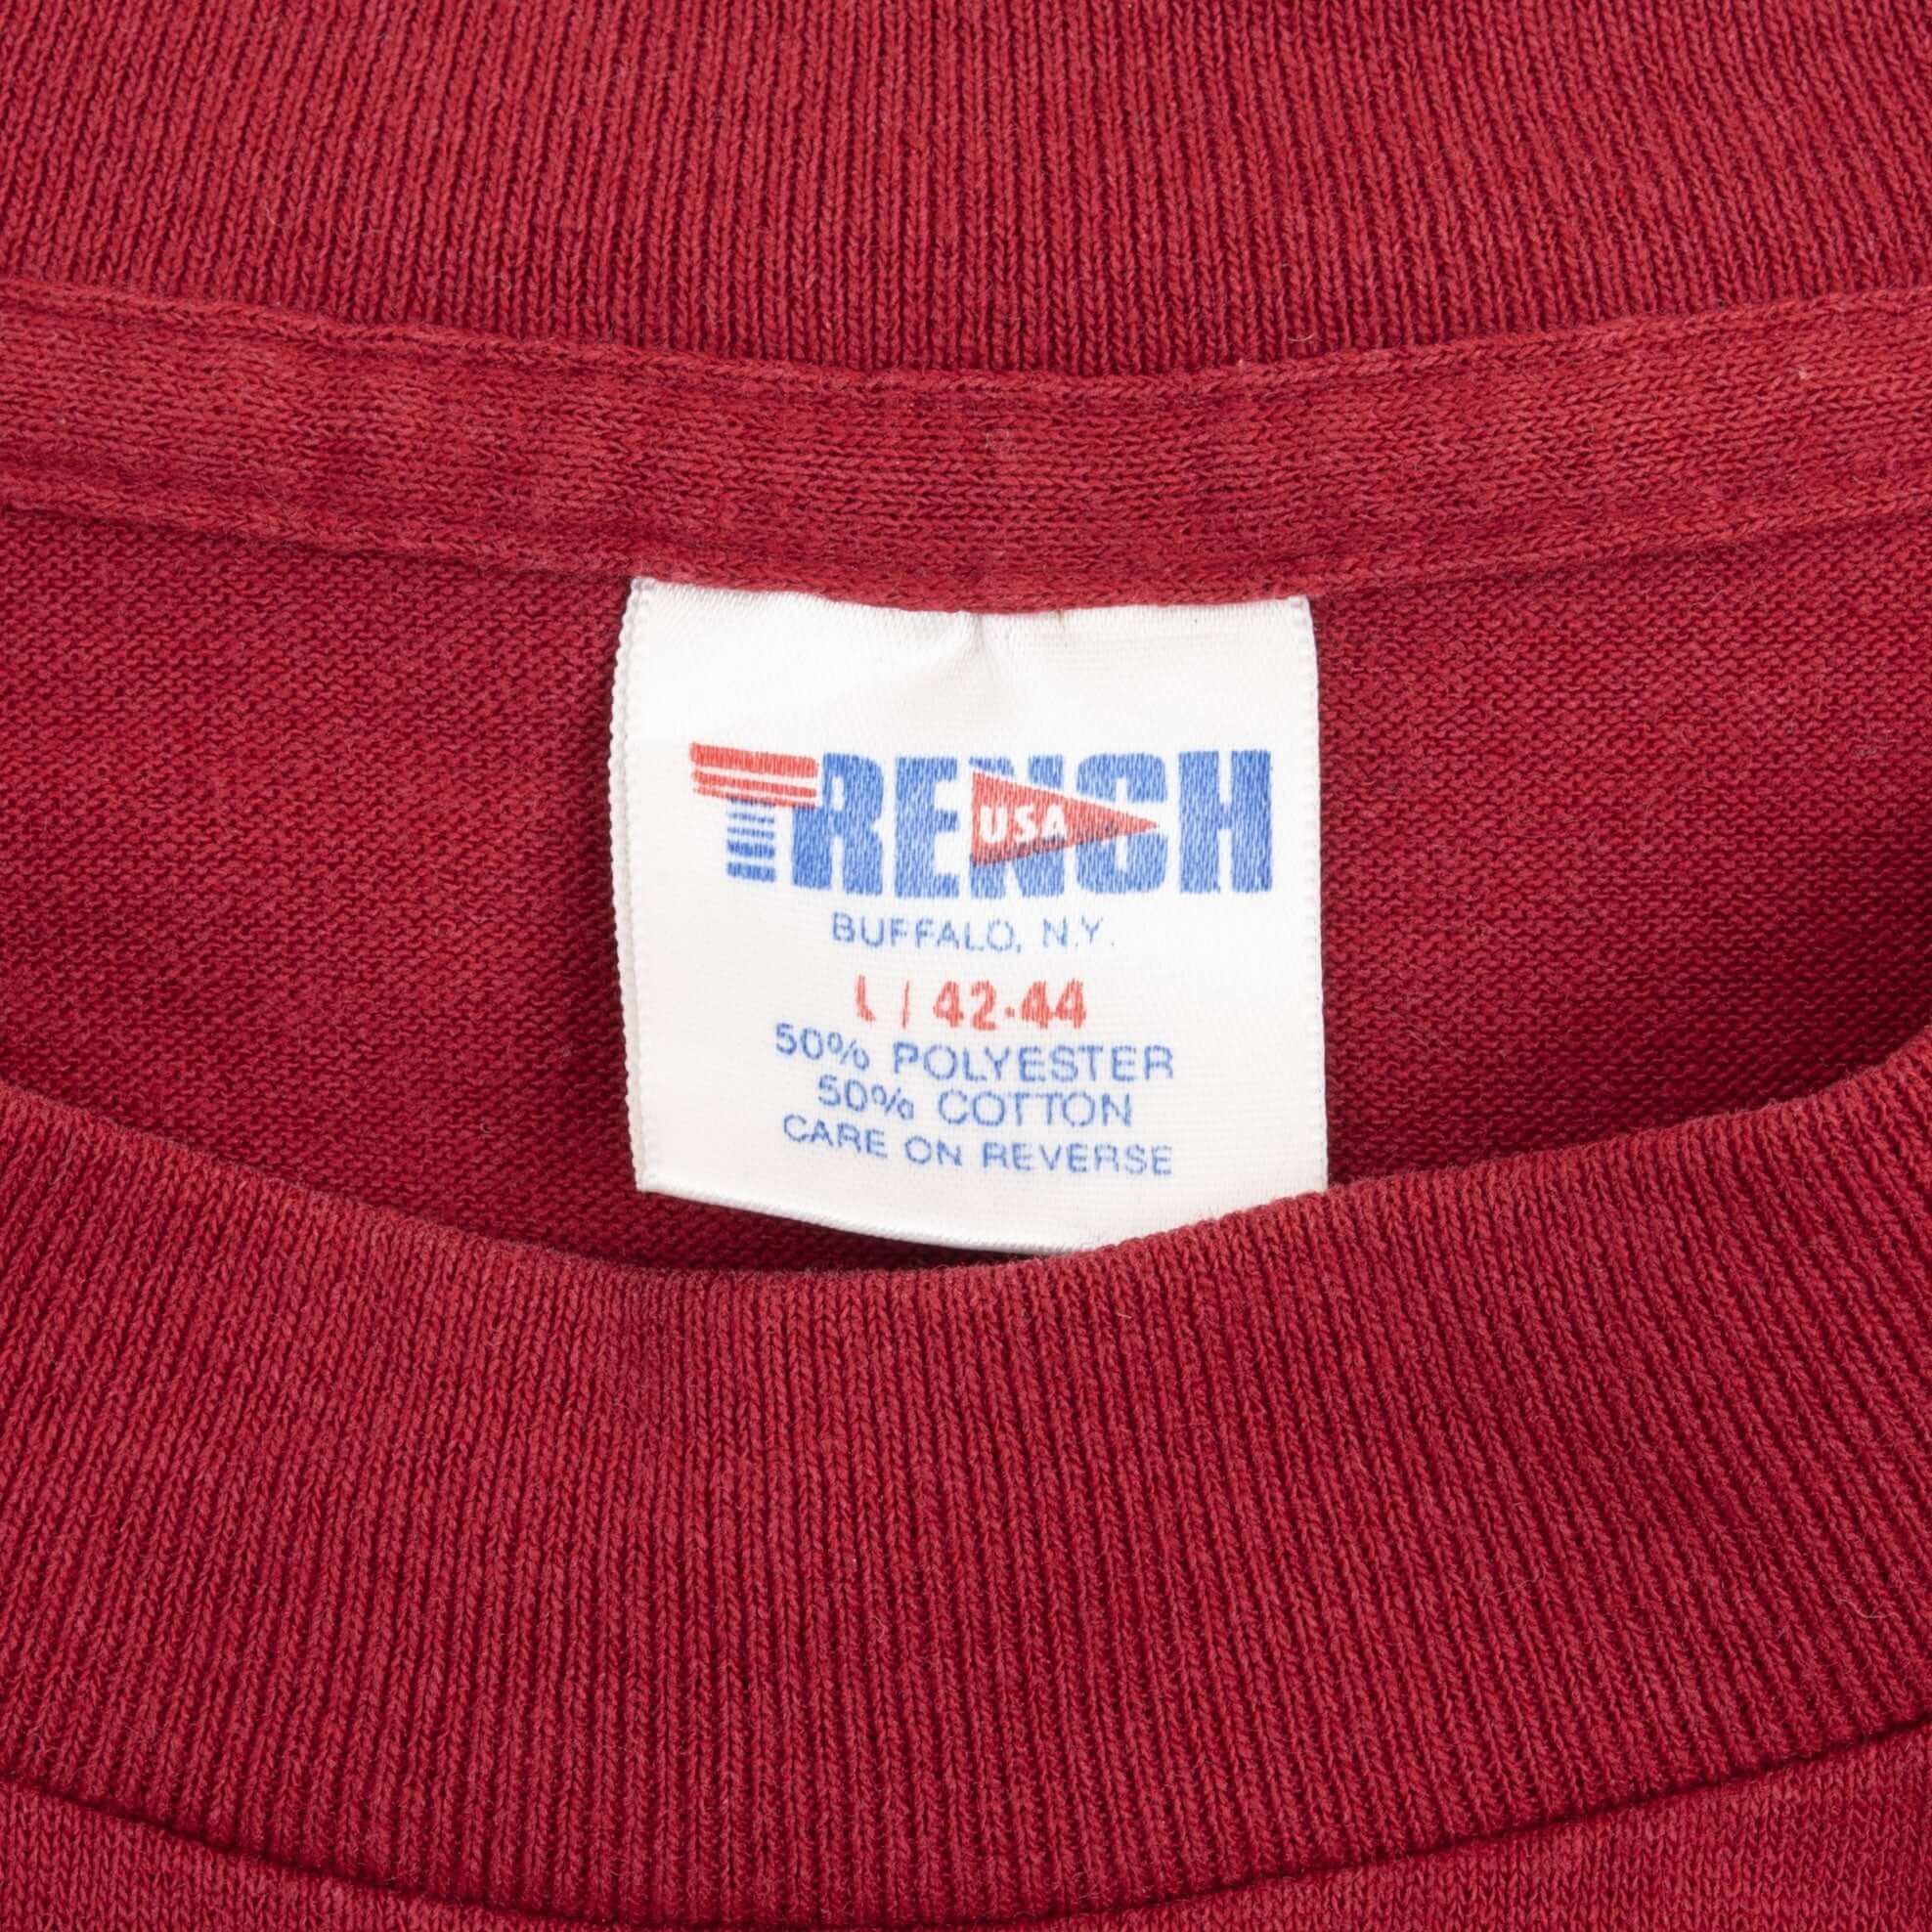 TRENCH
USA
BUFFALO, N.Y.
L / 42-44
50% POLYESTER
50% COTTON
CARE ON REVERSE